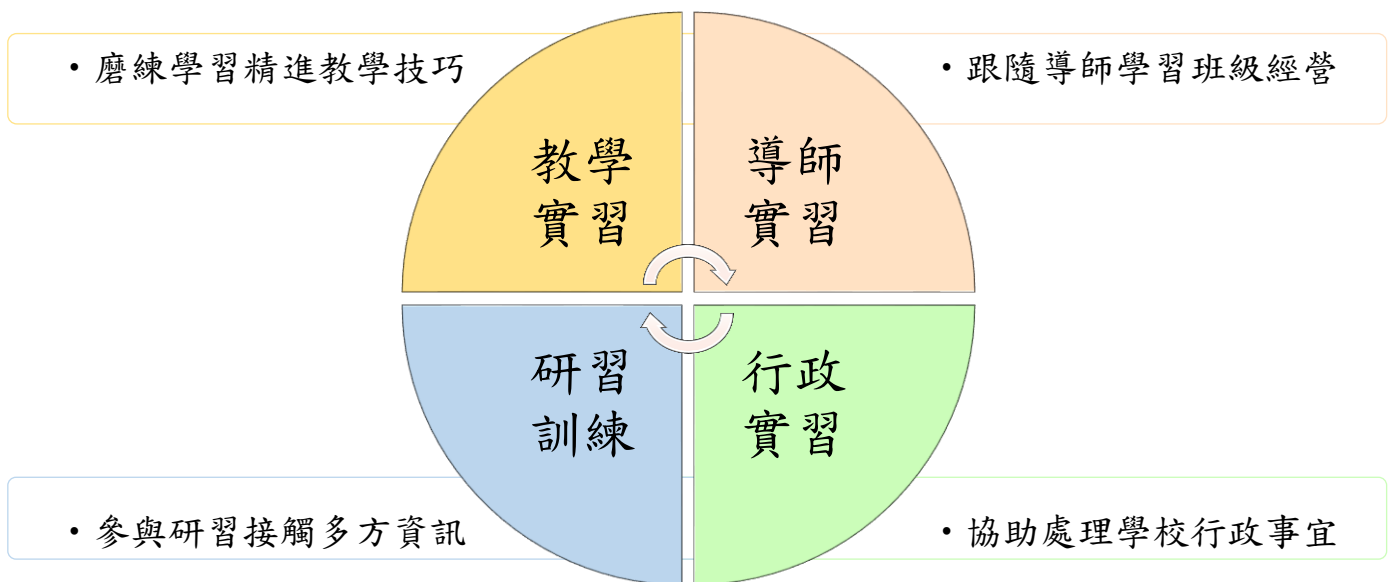 ・磨練學習精進教學技巧
・跟隨導師學習班級經營
教學
實習
導師
實習
研習
訓練
行政
實習
・參與研習接觸多方資訊
・協助處理學校行政事宜